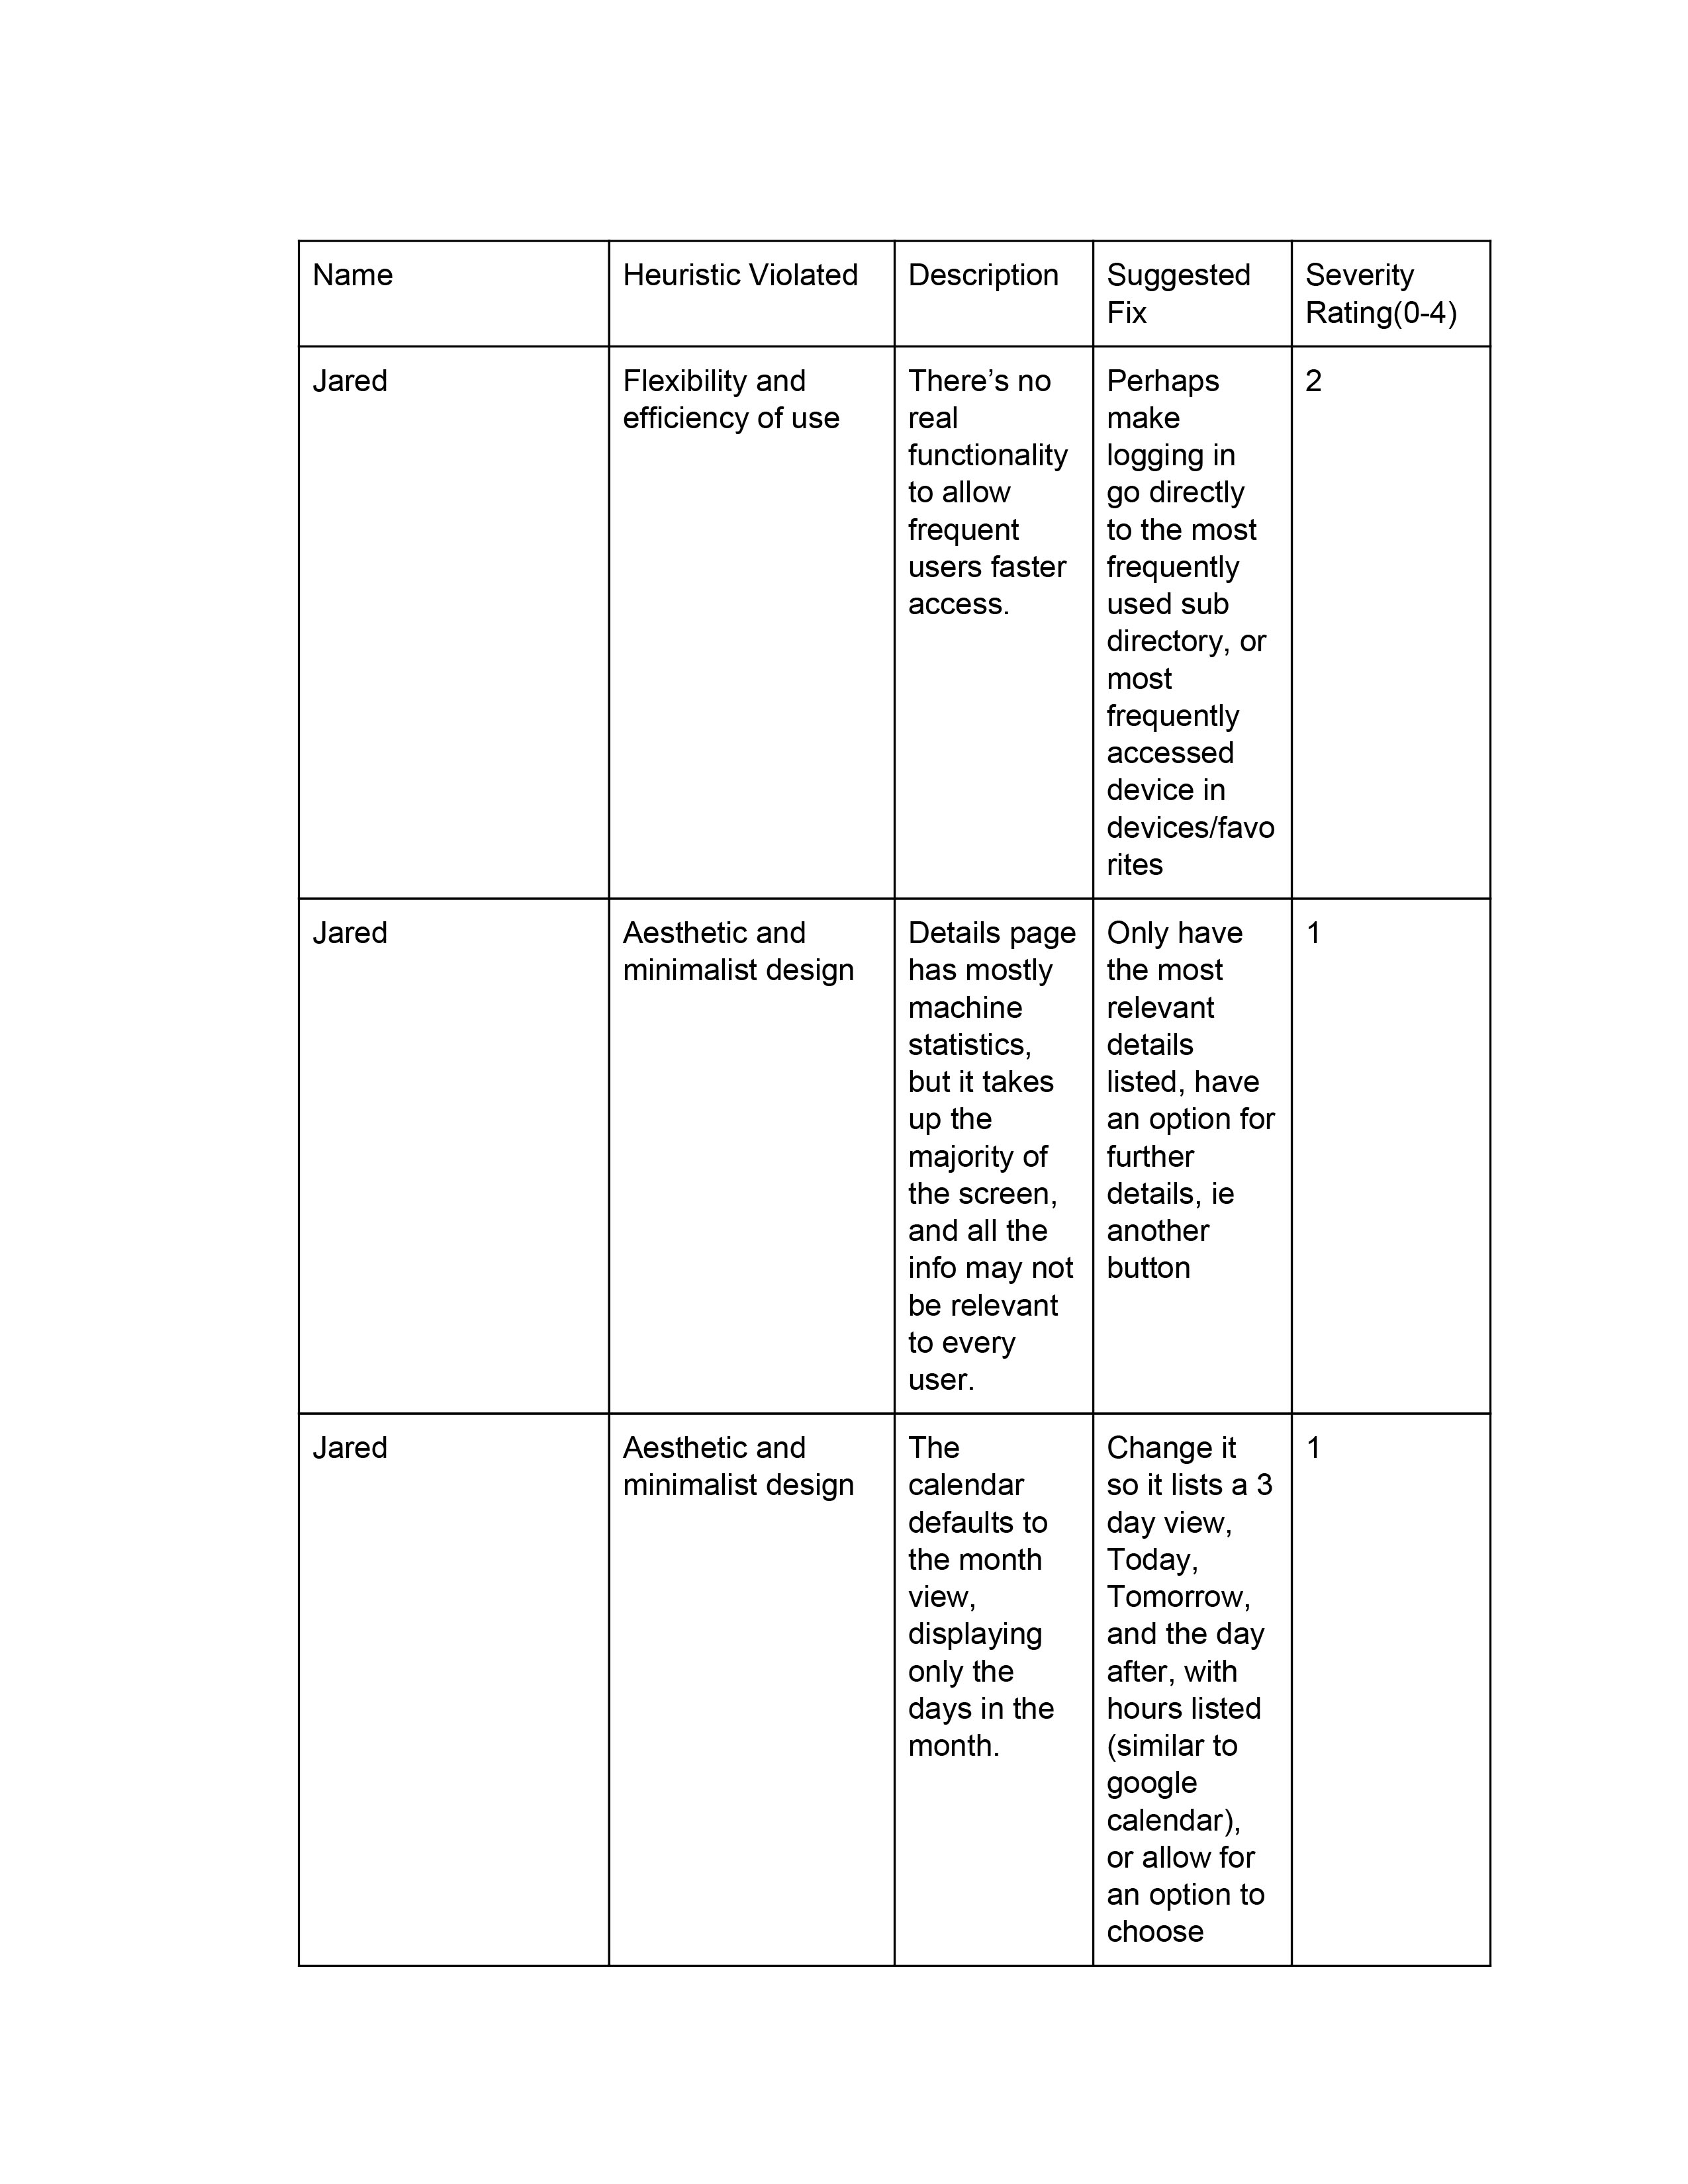 Name
Heuristic Violated
Description
Suggested
Fix
Severity
Rating(0-4)
Jared
Flexibility and
efficiency of use
There’s no
real
functionality
to allow
frequent
users faster
access.
Perhaps
make
logging in
go directly
to the most
frequently
used sub
directory, or
most
frequently
accessed
device in
devices/favo
rites
2
Jared
Aesthetic and
minimalist design
Details page
has mostly
machine
statistics,
but it takes
up the
majority of
the screen,
and all the
info may not
be relevant
to every
user.
Only have
the most
relevant
details
listed, have
an option for
further
details, ie
another
button
1
Jared
Aesthetic and
minimalist design
The
calendar
defaults to
the month
view,
displaying
only the
days in the
month.
Change it
so it lists a 3
day view,
Today,
Tomorrow,
and the day
after, with
hours listed
(similar to
google
calendar),
or allow for
an option to
choose
1